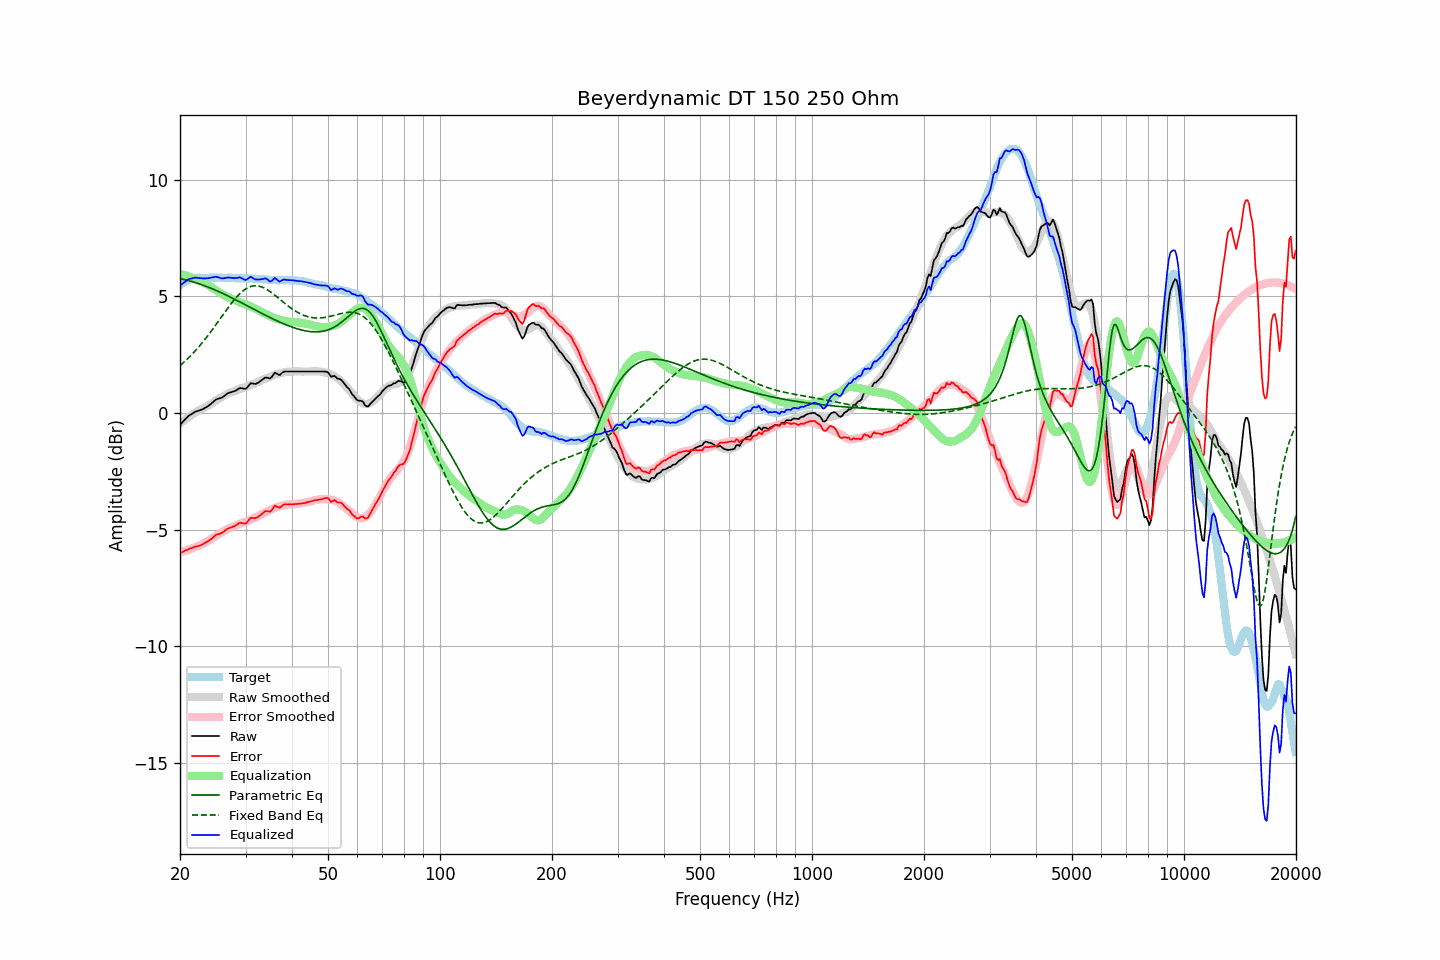 Beyerdynamic DT 150 250 Ohm
Amplitude (dBr)
10
5
0
−5
−10
−15
Target
Raw Smoothed
Error Smoothed
Raw
Error
Equalization
Parametric Eq
Fixed Band Eq
Equalized
20 50 100 200 500 1000 2000 5000 10000 20000
Frequency (Hz)